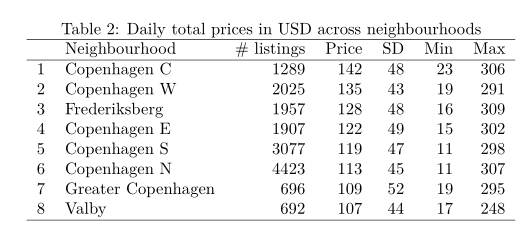 Table 2: Daily total prices in USD across neighbourhoods
Neighbourhood # listings Price SD Min Max
1 Copenhagen C 1289 142 48 23 306
2 Copenhagen W 2025 135 43 19 291
3 Frederiksberg 1957 128 48 16 309
4 Copenhagen E 1907 122 49 15 302
5 Copenhagen S 3077 119 47 11 298
6 Copenhagen N 4423 113 45 11 307
7 Greater Copenhagen 696 109 52 19 295
8 Valby 692 107 44 17 248